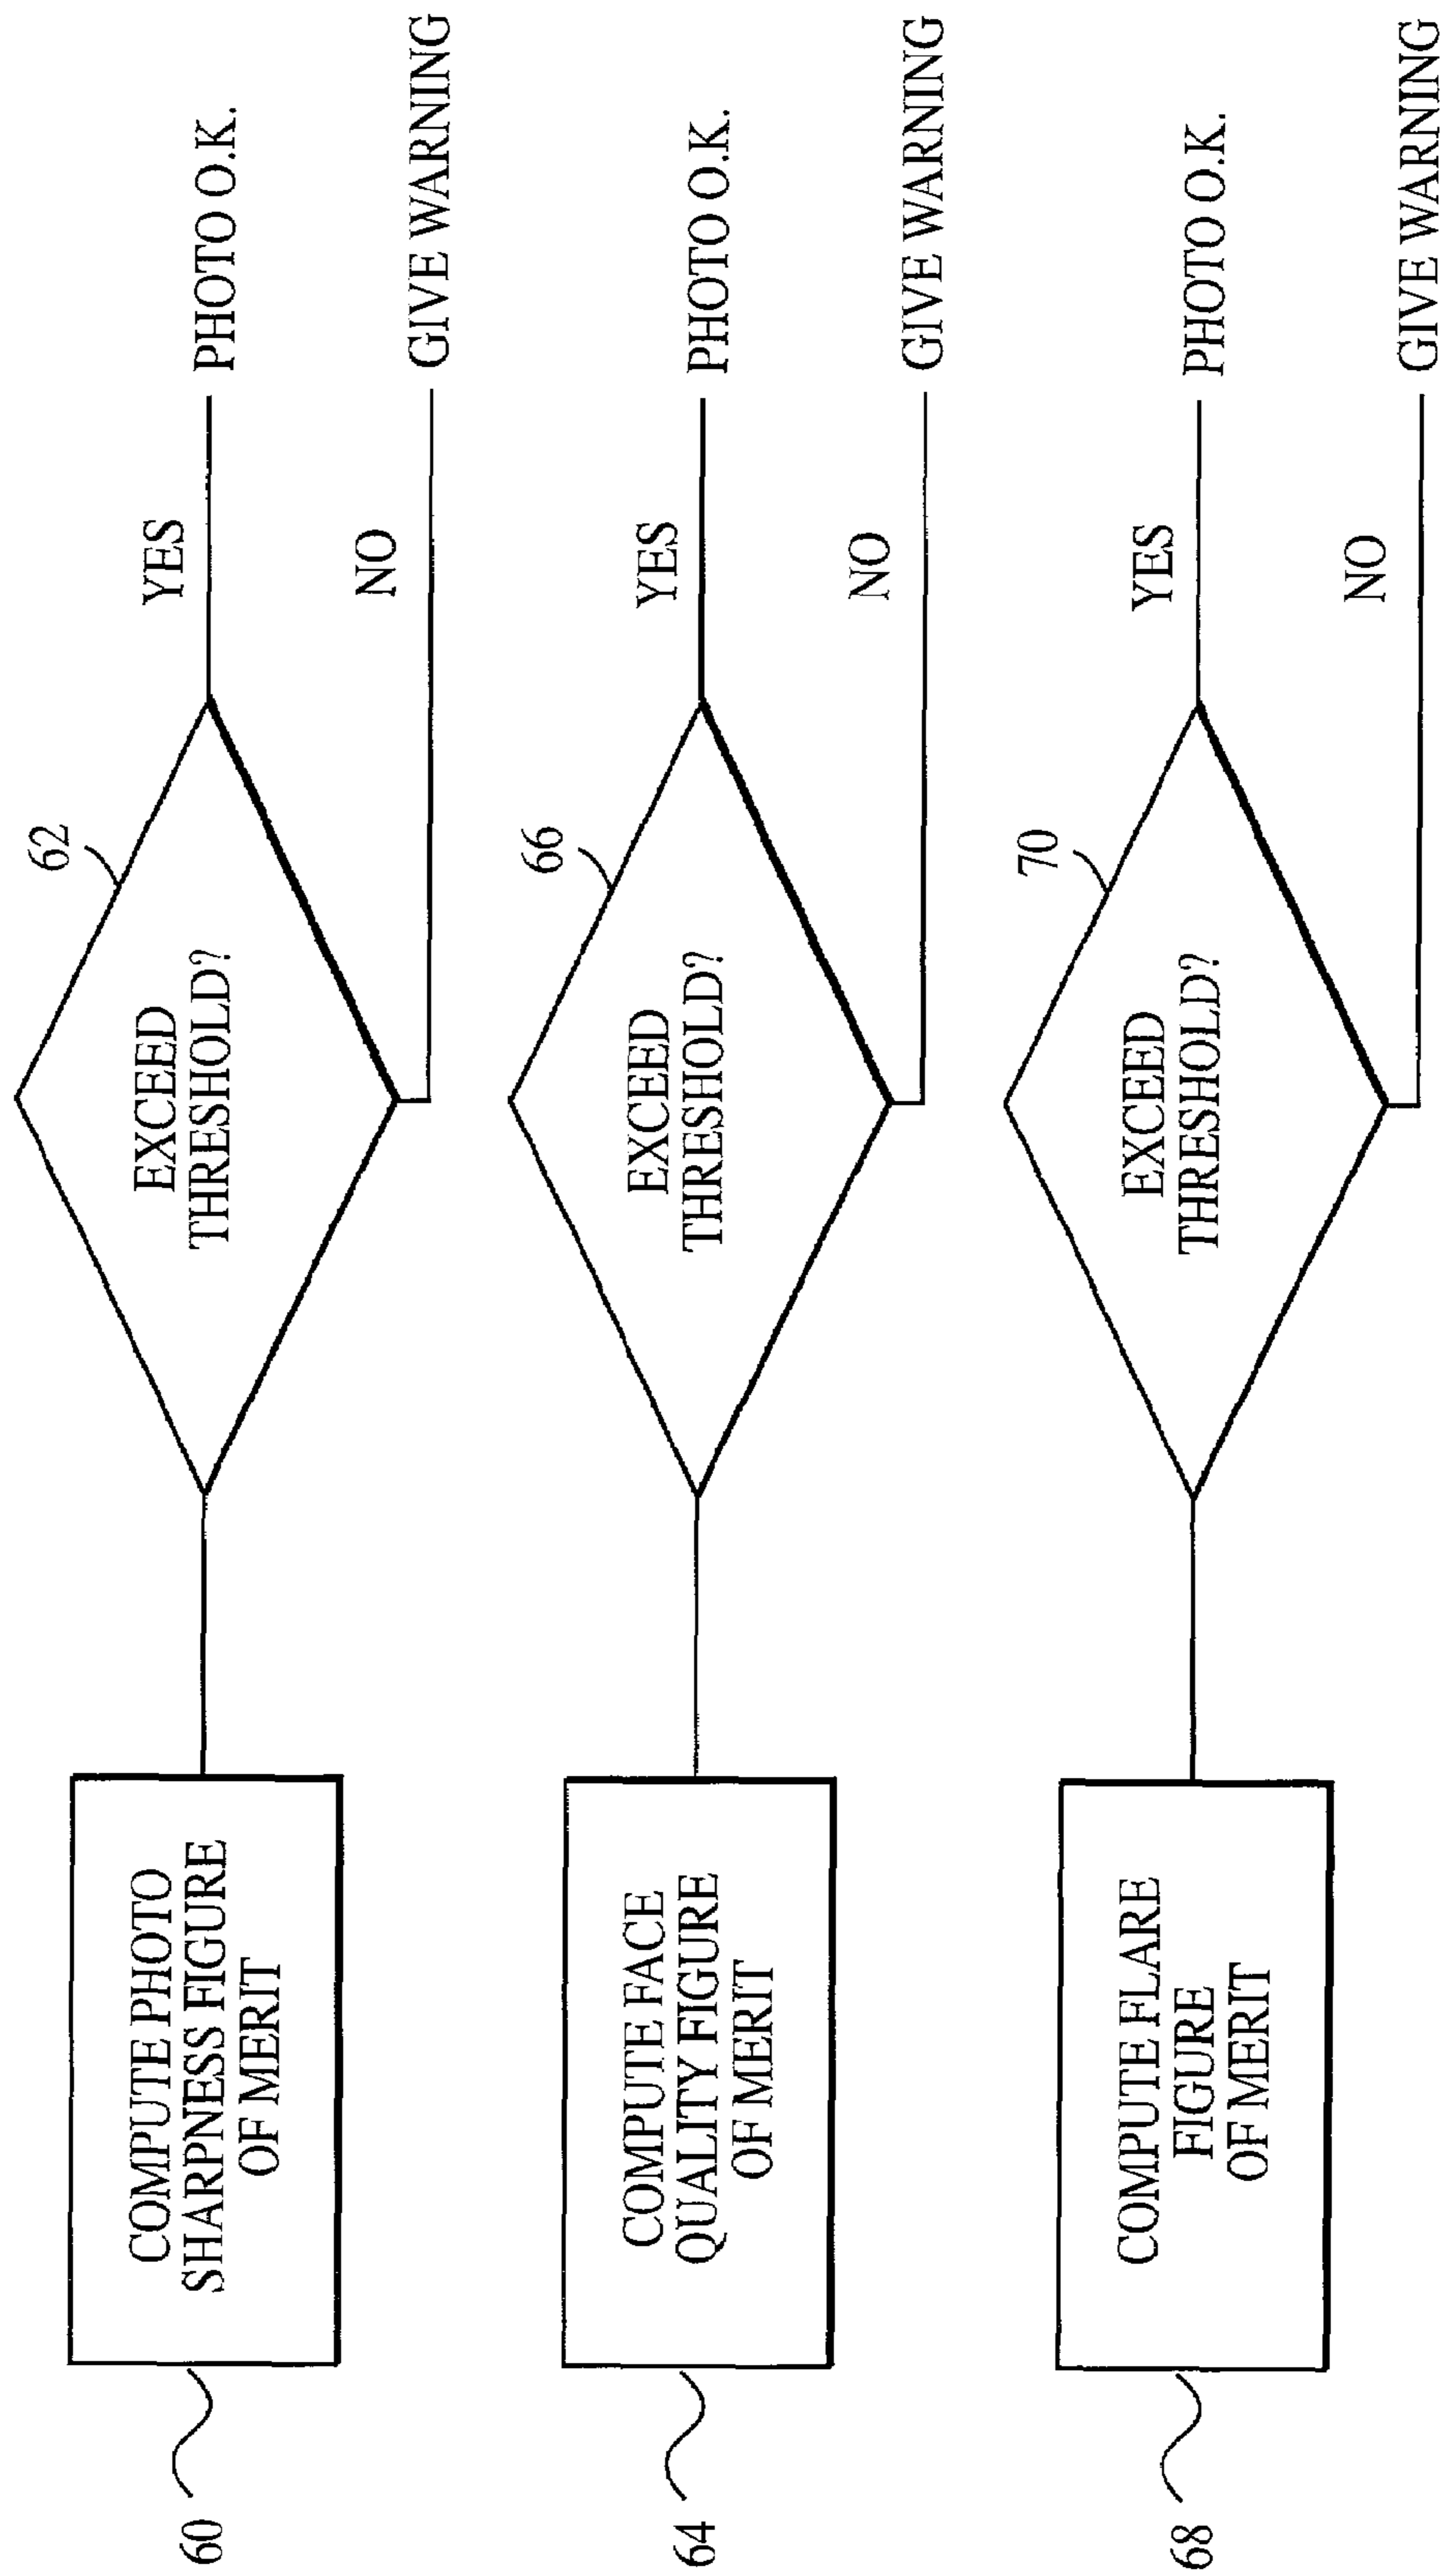 60
COMPUTE PHOTO
SHARPNESS FIGURE
OF MERIT
62
EXCEED
THRESHOLD?
YES
PHOTO O.K.
NO
GIVE WARNING
64
COMPUTE FACE
QUALITY FIGURE
OF MERIT
66
EXCEED
THRESHOLD?
YES
PHOTO O.K.
NO
GIVE WARNING
68
COMPUTE FLARE
FIGURE
OF MERIT
70
EXCEED
THRESHOLD?
YES
PHOTO O.K.
NO
GIVE WARNING